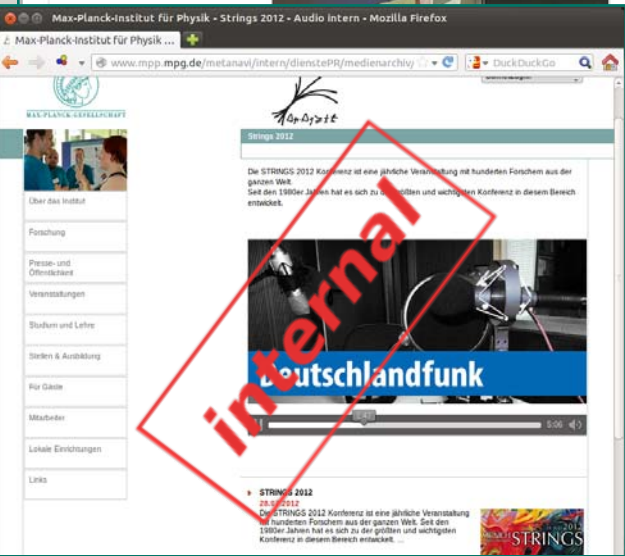 Max-Planck-Institut für Physik - Strings 2012 - Audio intern - Mozilla Firefox
Max-Planck-Institut für Physik ...
www.mpp.mpg.de/metanavi/intern/dienstePR/medienarchiv/
DuckDuckGo
MAX-PLANCK-GESELLSCHAFT
Strings 2012
Die STRINGS 2012 Konferenz ist eine jährliche Veranstaltung mit hunderten Forschern aus der
ganzen Welt.
Seit den 1980er Jahren hat es sich zu der größten und wichtigsten Konferenz in diesem Bereich
entwickelt.
Über das Institut
Forschung
Presse- und
Öffentlichkeit
Veranstaltungen
Studium und Lehre
Stellen & Ausbildung
Für Gäste
Mitarbeiter
Lokale Einrichtungen
Links
internal
Deutschlandfunk
5:06
STRINGS 2012
Die STRINGS 2012 Konferenz ist eine jährliche Veranstaltung
mit hunderten Forschern aus der ganzen Welt. Seit den
1980er Jahren hat es sich zu der größten und wichtigsten
Konferenz in diesem Bereich entwickelt. ...
2012
STRINGS